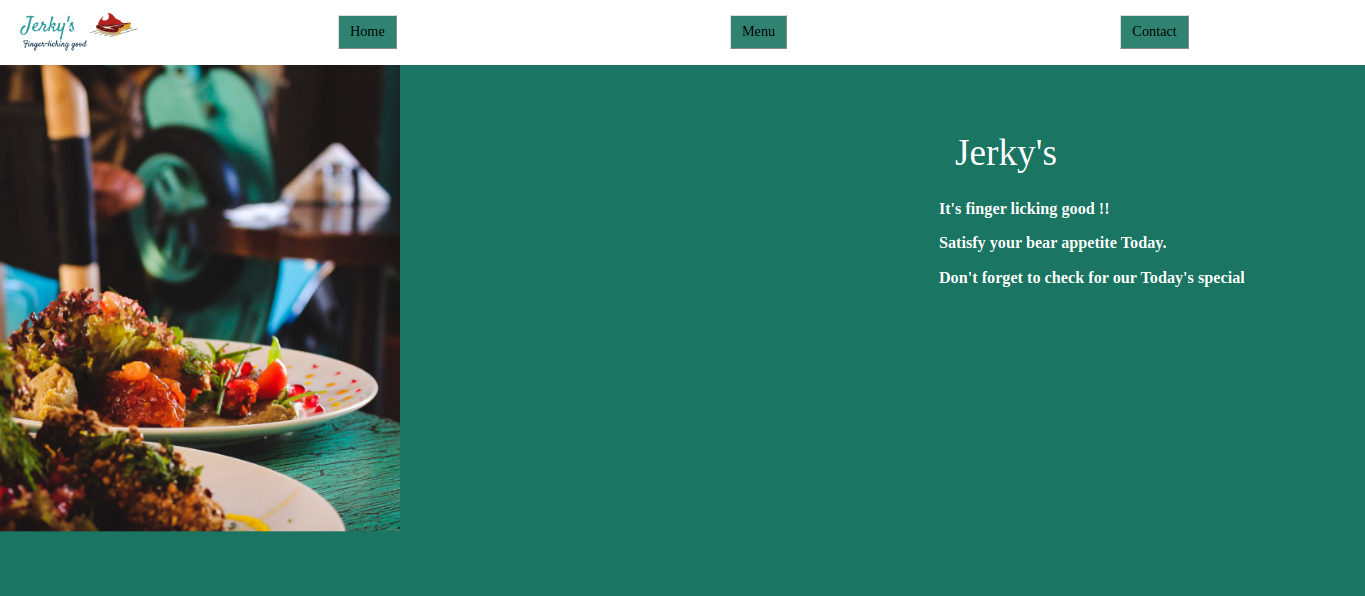 Jerky's
Finger-licking good
Home
Menu
Contact
Jerky's
It's finger licking good !!
Satisfy your bear appetite Today.
Don't forget to check for our Today's special